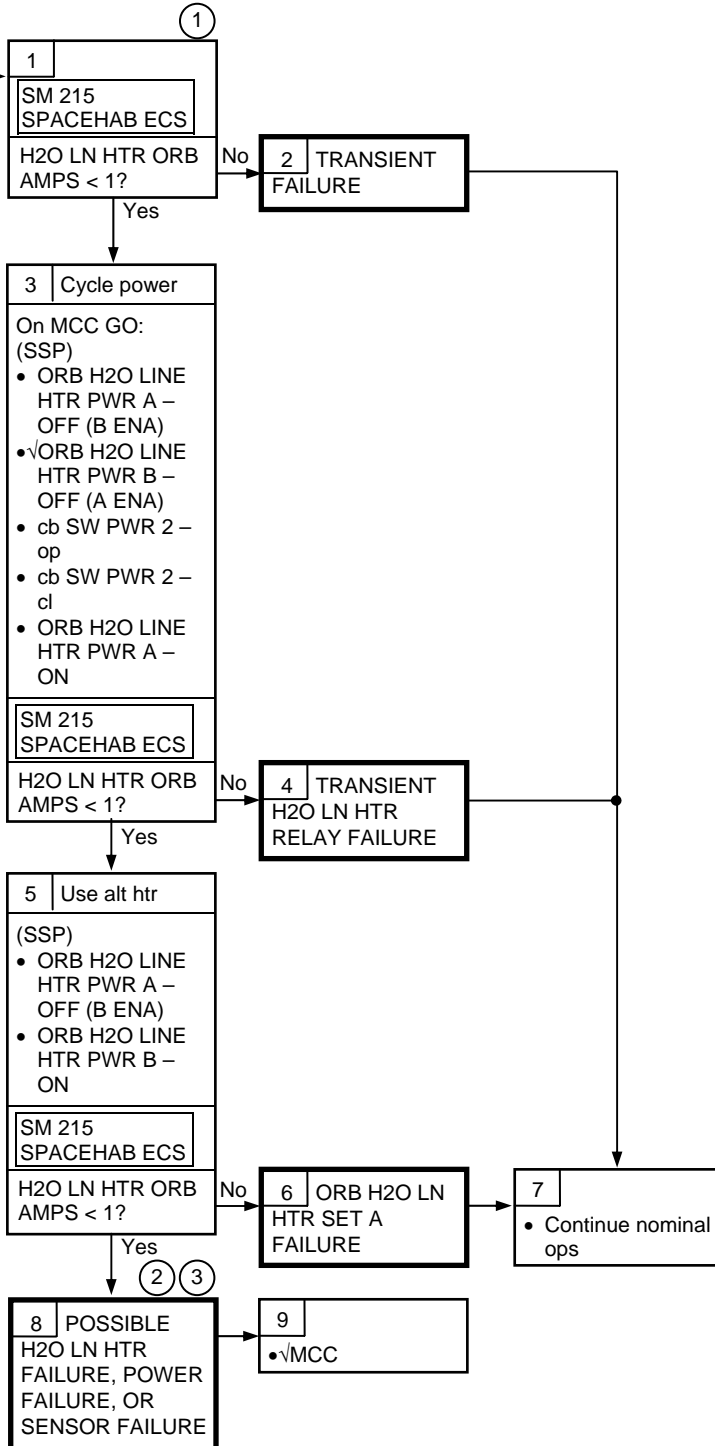 1
1
SM 215
SPACEHAB ECS
H2O LN HTR ORB
AMPS < 1?
No
2 TRANSIENT
FAILURE
Yes
3 Cycle power
On MCC GO:
(SSP)
• ORB H2O LINE
HTR PWR A –
OFF (B ENA)
•√ORB H2O LINE
HTR PWR B –
OFF (A ENA)
• cb SW PWR 2 –
op
• cb SW PWR 2 –
cl
• ORB H2O LINE
HTR PWR A –
ON
SM 215
SPACEHAB ECS
H2O LN HTR ORB
AMPS < 1?
No
4 TRANSIENT
H2O LN HTR
RELAY FAILURE
Yes
5 Use alt htr
(SSP)
• ORB H2O LINE
HTR PWR A –
OFF (B ENA)
• ORB H2O LINE
HTR PWR B –
ON
SM 215
SPACEHAB ECS
H2O LN HTR ORB
AMPS < 1?
No
6 ORB H2O LN
HTR SET A
FAILURE
7
• Continue nominal
ops
Yes
2 3
8 POSSIBLE
H2O LN HTR
FAILURE, POWER
FAILURE, OR
SENSOR FAILURE
9
•√MCC